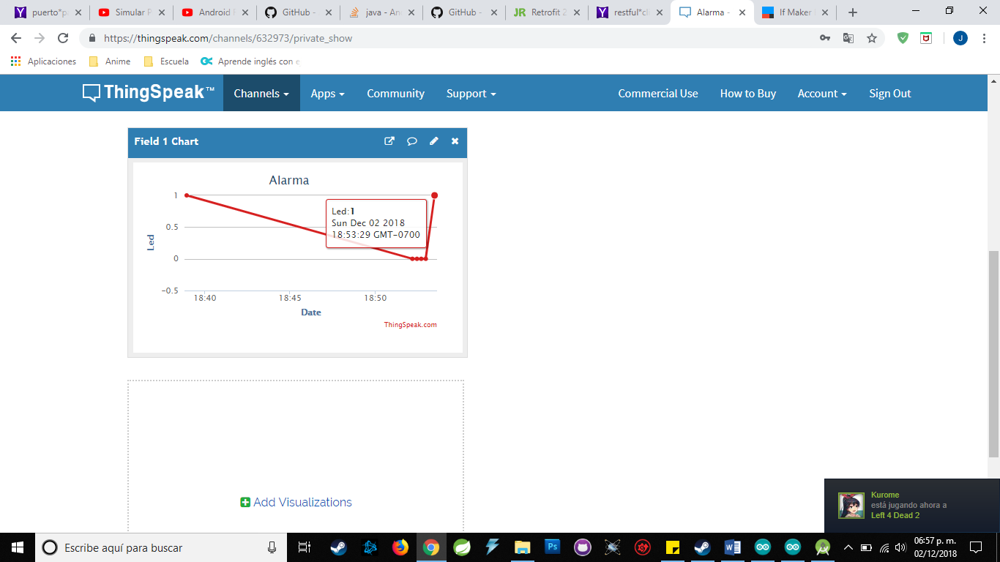 puerto*p
Simular P
Android P
GitHub -
java - An
GitHub -
Retrofit 2
restful*cli
Alarma -
If Maker
https://thingspeak.com/channels/632973/private_show
Aplicaciones
Anime
Escuela
Aprende inglés con e
ThingSpeak™
Channels
Apps
Community
Support
Commercial Use
How to Buy
Account
Sign Out
Field 1 Chart
Alarma
1
0.5
0
-0.5
Led
Led:1
Sun Dec 02 2018
18:53:29 GMT-0700
18:40
18:45
18:50
Date
ThingSpeak.com
Add Visualizations
Kurome
está jugando ahora a
Left 4 Dead 2
Escribe aquí para buscar
06:57 p. m.
02/12/2018